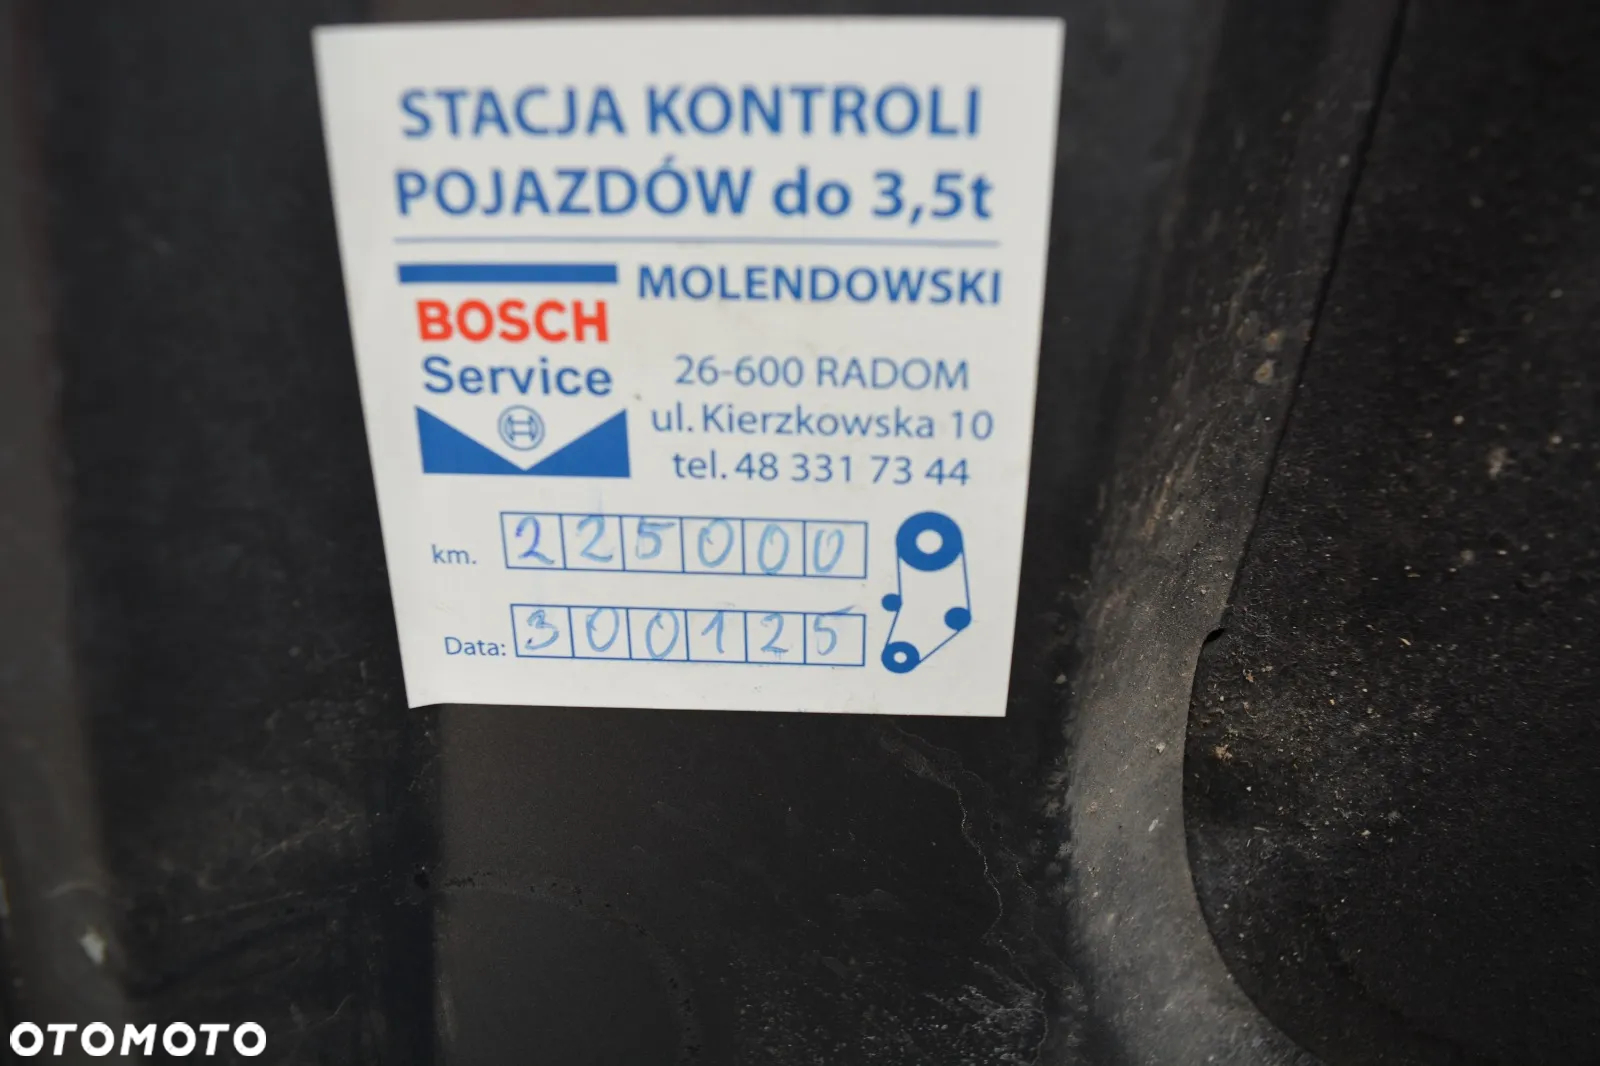 STACJA KONTROLI
POJAZDÓW do 3,5t
MOLENDOWSKI
BOSCH
Service
26-600 RADOM
ul. Kierzkowska 10
tel. 48 331 73 44
km. 225000
Data: 300125
OTOMOTO